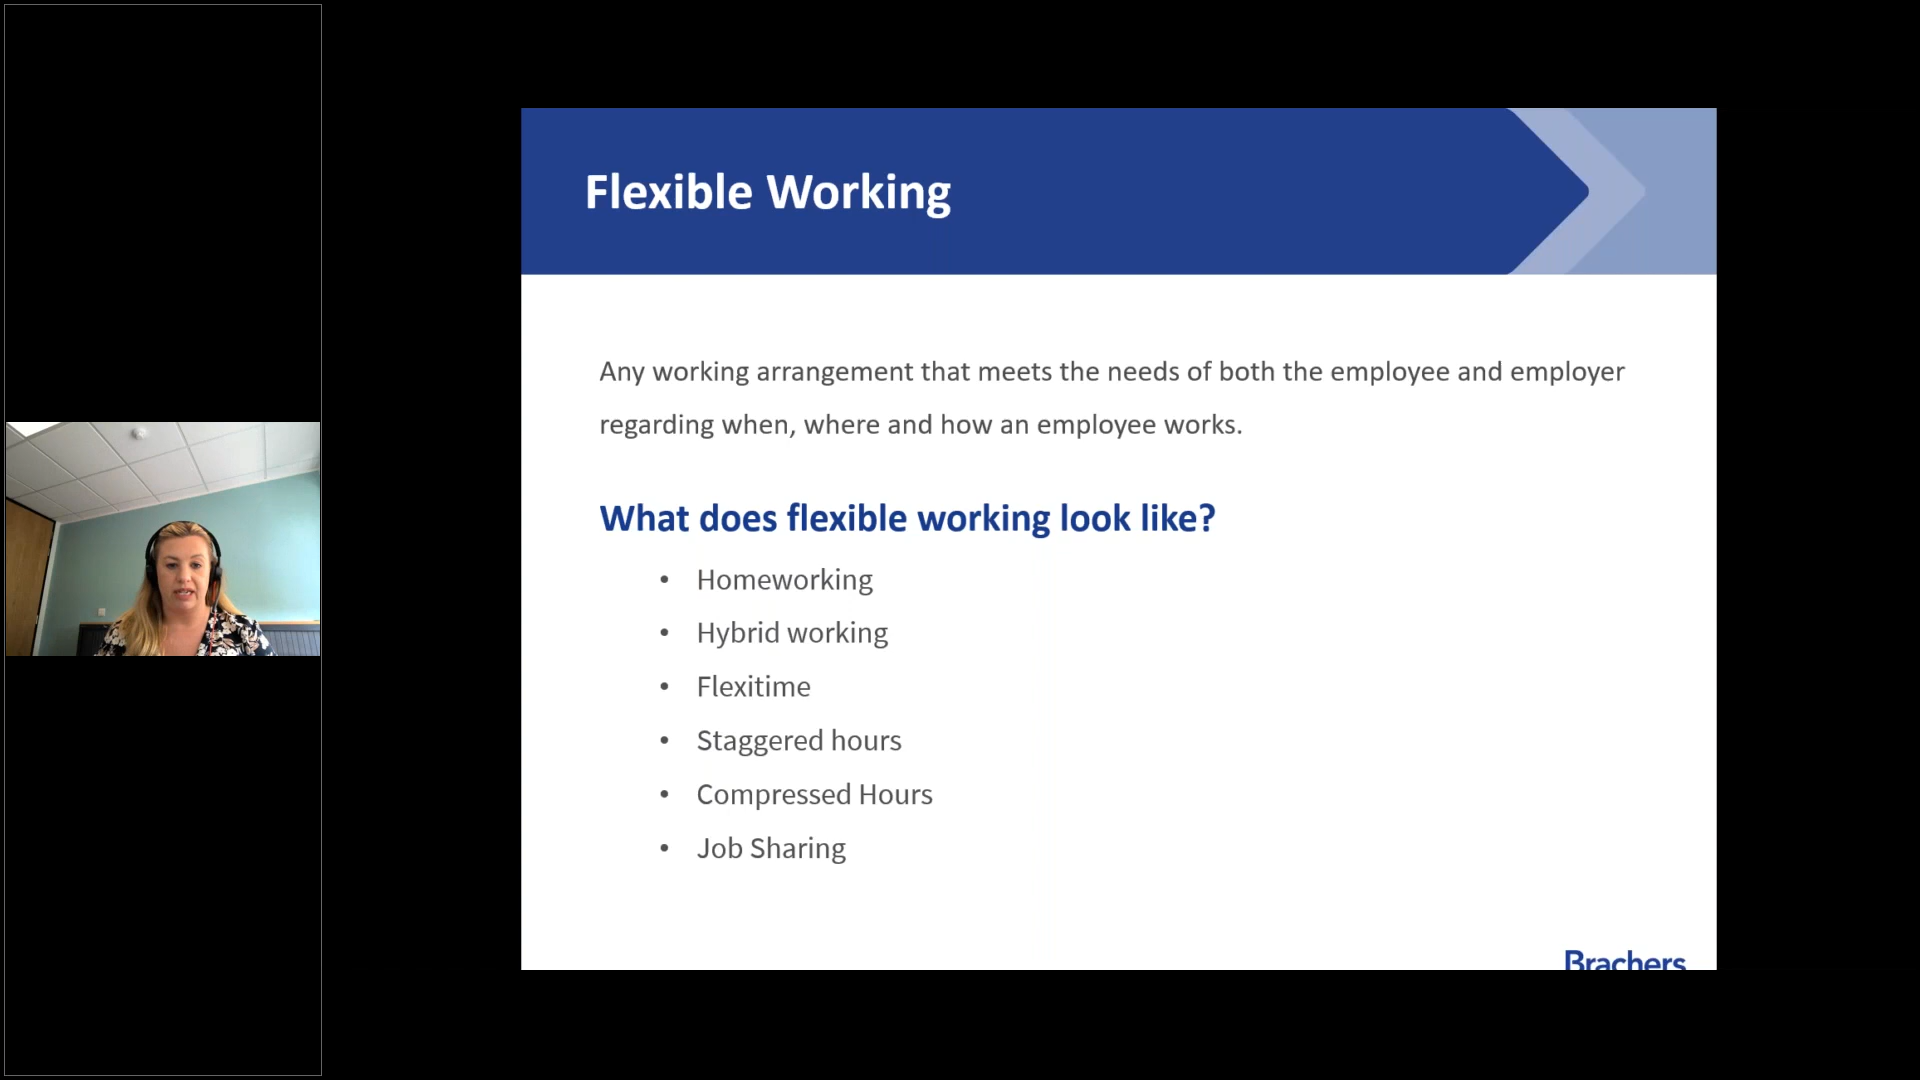 Flexible Working
Any working arrangement that meets the needs of both the employee and employer
regarding when, where and how an employee works.
What does flexible working look like?
• Homeworking
• Hybrid working
• Flexitime
• Staggered hours
• Compressed Hours
• Job Sharing
Brachers